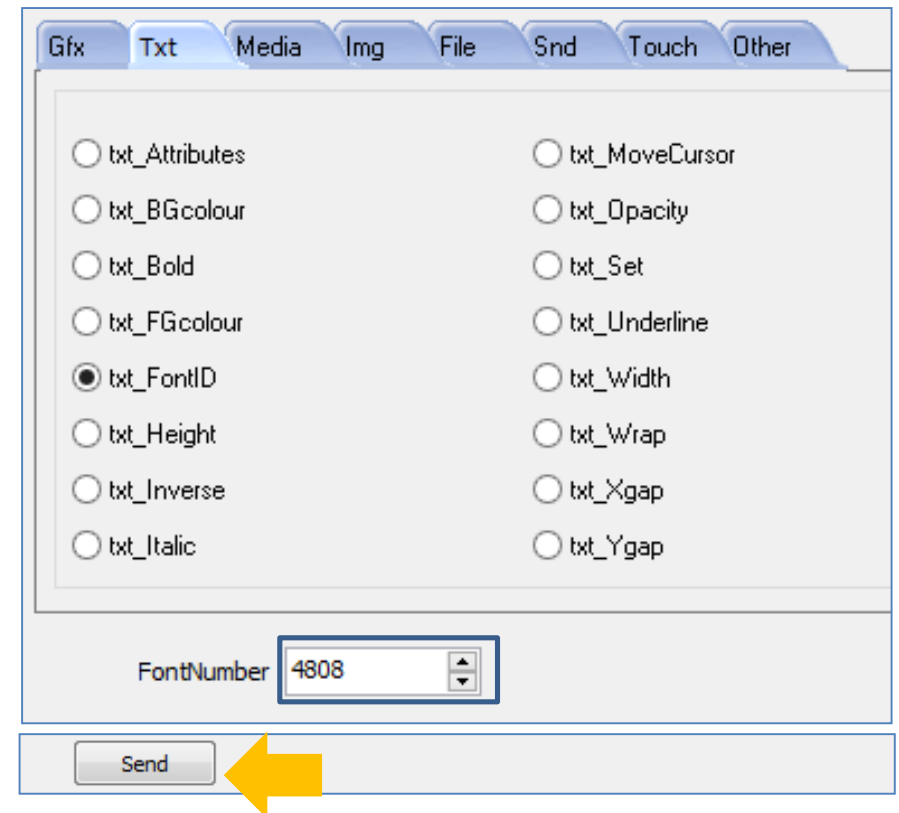 Gfx Txt Media Img File Snd Touch Other
txt_Attributes txt_MoveCursor
txt_BGcolour txt_Opacity
txt_Bold txt_Set
txt_FGcolour txt_Underline
txt_FontID txt_Width
txt_Height txt_Wrap
txt_Inverse txt_Xgap
txt_Italic txt_Ygap
FontNumber 4808
Send